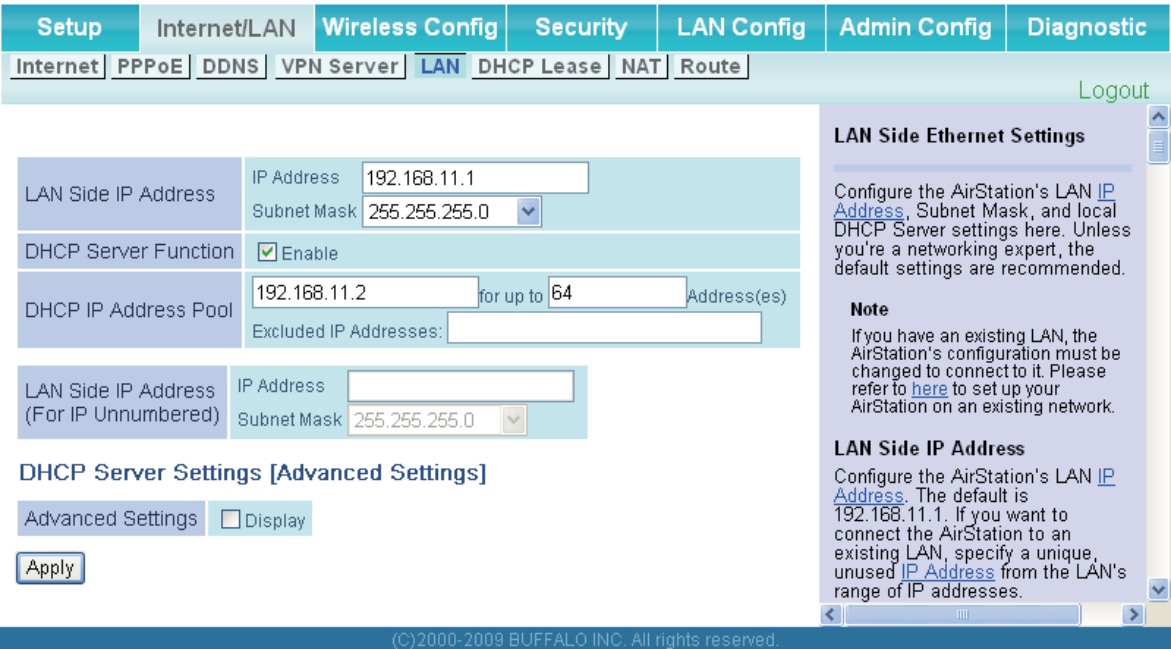 Setup Internet/LAN Wireless Config Security LAN Config Admin Config Diagnostic
Internet PPPoE DDNS VPN Server LAN DHCP Lease NAT Route
Logout
LAN Side IP Address
IP Address 192.168.11.1
Subnet Mask 255.255.255.0
DHCP Server Function Enable
DHCP IP Address Pool
192.168.11.2 for up to 64 Address(es)
Excluded IP Addresses:
LAN Side IP Address
(For IP Unnumbered)
IP Address
Subnet Mask 255.255.255.0
DHCP Server Settings [Advanced Settings]
Advanced Settings Display
Apply
LAN Side Ethernet Settings
Configure the AirStation's LAN IP
Address, Subnet Mask, and local
DHCP Server settings here. Unless
you're a networking expert, the
default settings are recommended.
Note
If you have an existing LAN, the
AirStation's configuration must be
changed to connect to it. Please
refer to here to set up your
AirStation on an existing network.
LAN Side IP Address
Configure the AirStation's LAN IP
Address. The default is
192.168.11.1. If you want to
connect the AirStation to an
existing LAN, specify a unique,
unused IP Address from the LAN's
range of IP addresses.
(C)2000-2009 BUFFALO INC. All rights reserved.